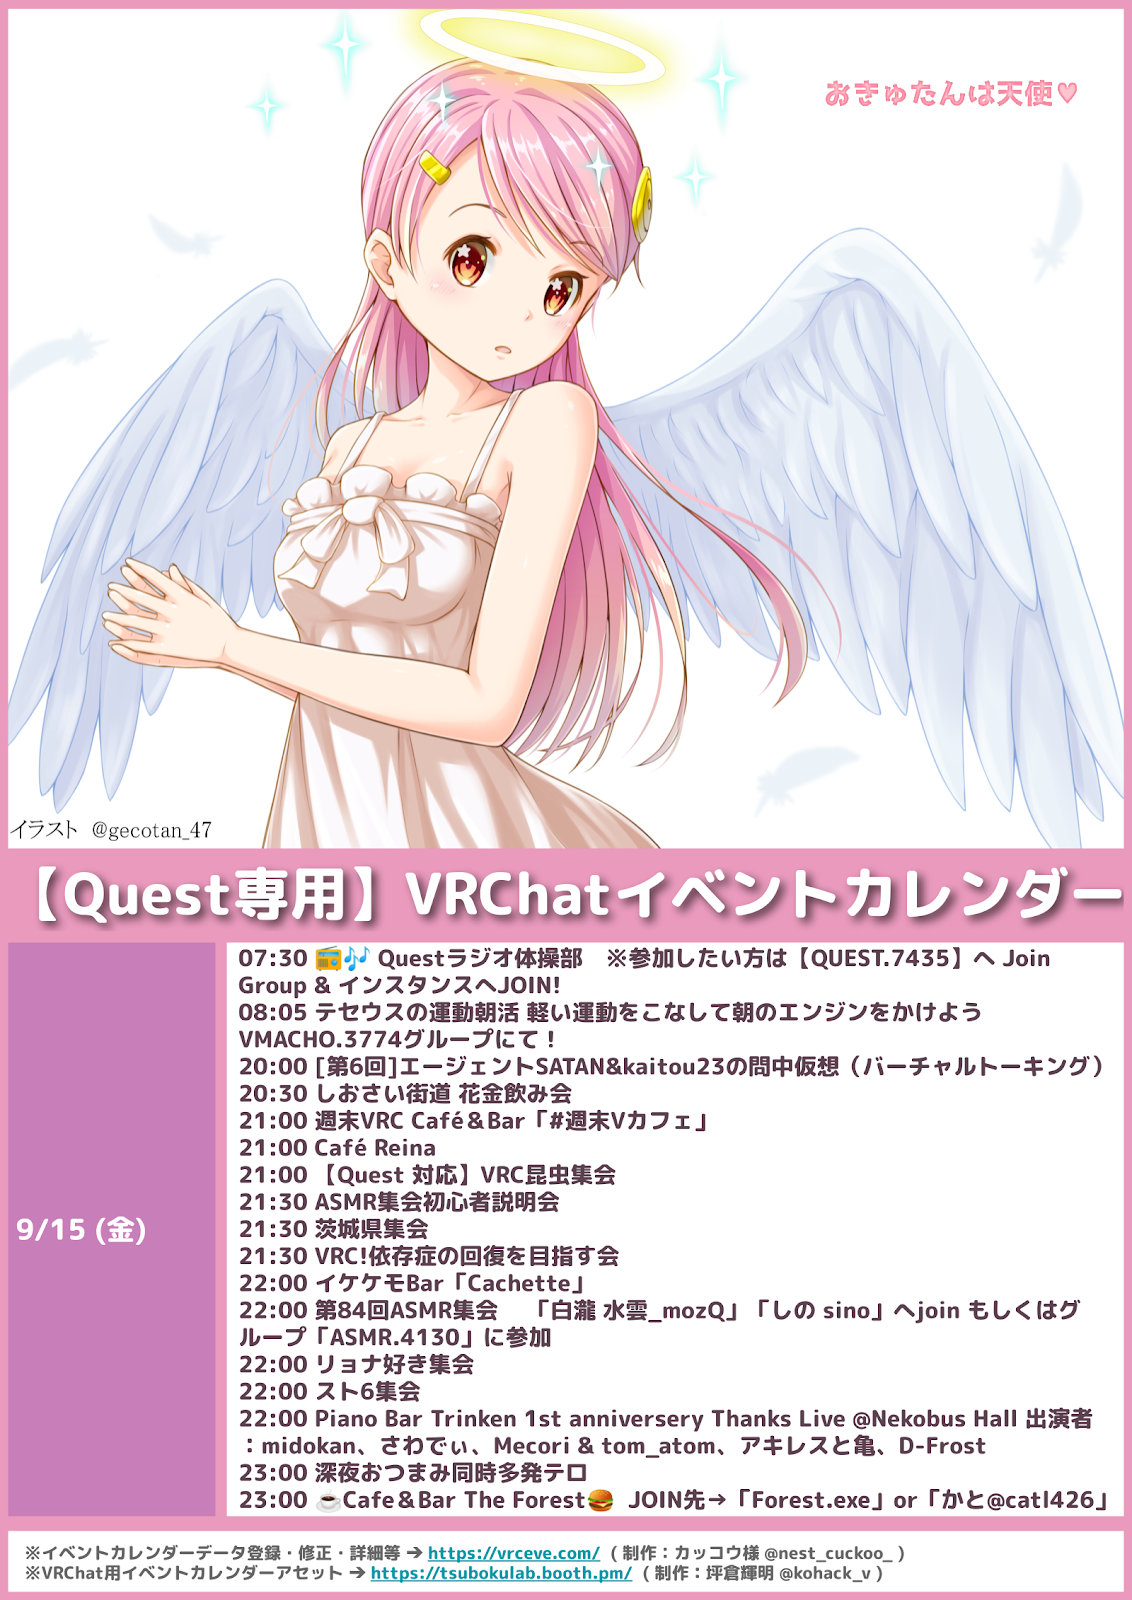 おきゅたんは天使♥
イラスト @gecotan_47
【Quest専用】VRChatイベントカレンダー
9/15 (金)
07:30 📻🎶 Questラジオ体操部　※参加したい方は【QUEST.7435】へ Join
Group & インスタンスへJOIN!
08:05 テセウスの運動朝活 軽い運動をこなして朝のエンジンをかけよう
VMACHO.3774グループにて！
20:00 [第6回]エージェントSATAN&kaitou23の問中仮想（バーチャルトーキング）
20:30 しおさい街道 花金飲み会
21:00 週末VRC Café＆Bar「#週末Vカフェ」
21:00 Café Reina
21:00 【Quest 対応】VRC昆虫集会
21:30 ASMR集会初心者説明会
21:30 茨城県集会
21:30 VRC!依存症の回復を目指す会
22:00 イケケモBar「Cachette」
22:00 第84回ASMR集会　「白瀧 水雲_mozQ」「しの sino」へjoin もしくはグ
ループ「ASMR.4130」に参加
22:00 リョナ好き集会
22:00 スト6集会
22:00 Piano Bar Trinken 1st anniversery Thanks Live @Nekobus Hall 出演者
：midokan、さわでぃ、Mecori & tom_atom、アキレスと亀、D-Frost
23:00 深夜おつまみ同時多発テロ
23:00 ☕Cafe＆Bar The Forest🍔 JOIN先→「Forest.exe」or「かと@catl426」
※イベントカレンダーデータ登録・修正・詳細等 ➔ https://vrceve.com/ （制作：カッコウ様 @nest_cuckoo_ ）
※VRChat用イベントカレンダーアセット ➔ https://tsubokulab.booth.pm/ （制作：坪倉輝明 @kohack_v ）